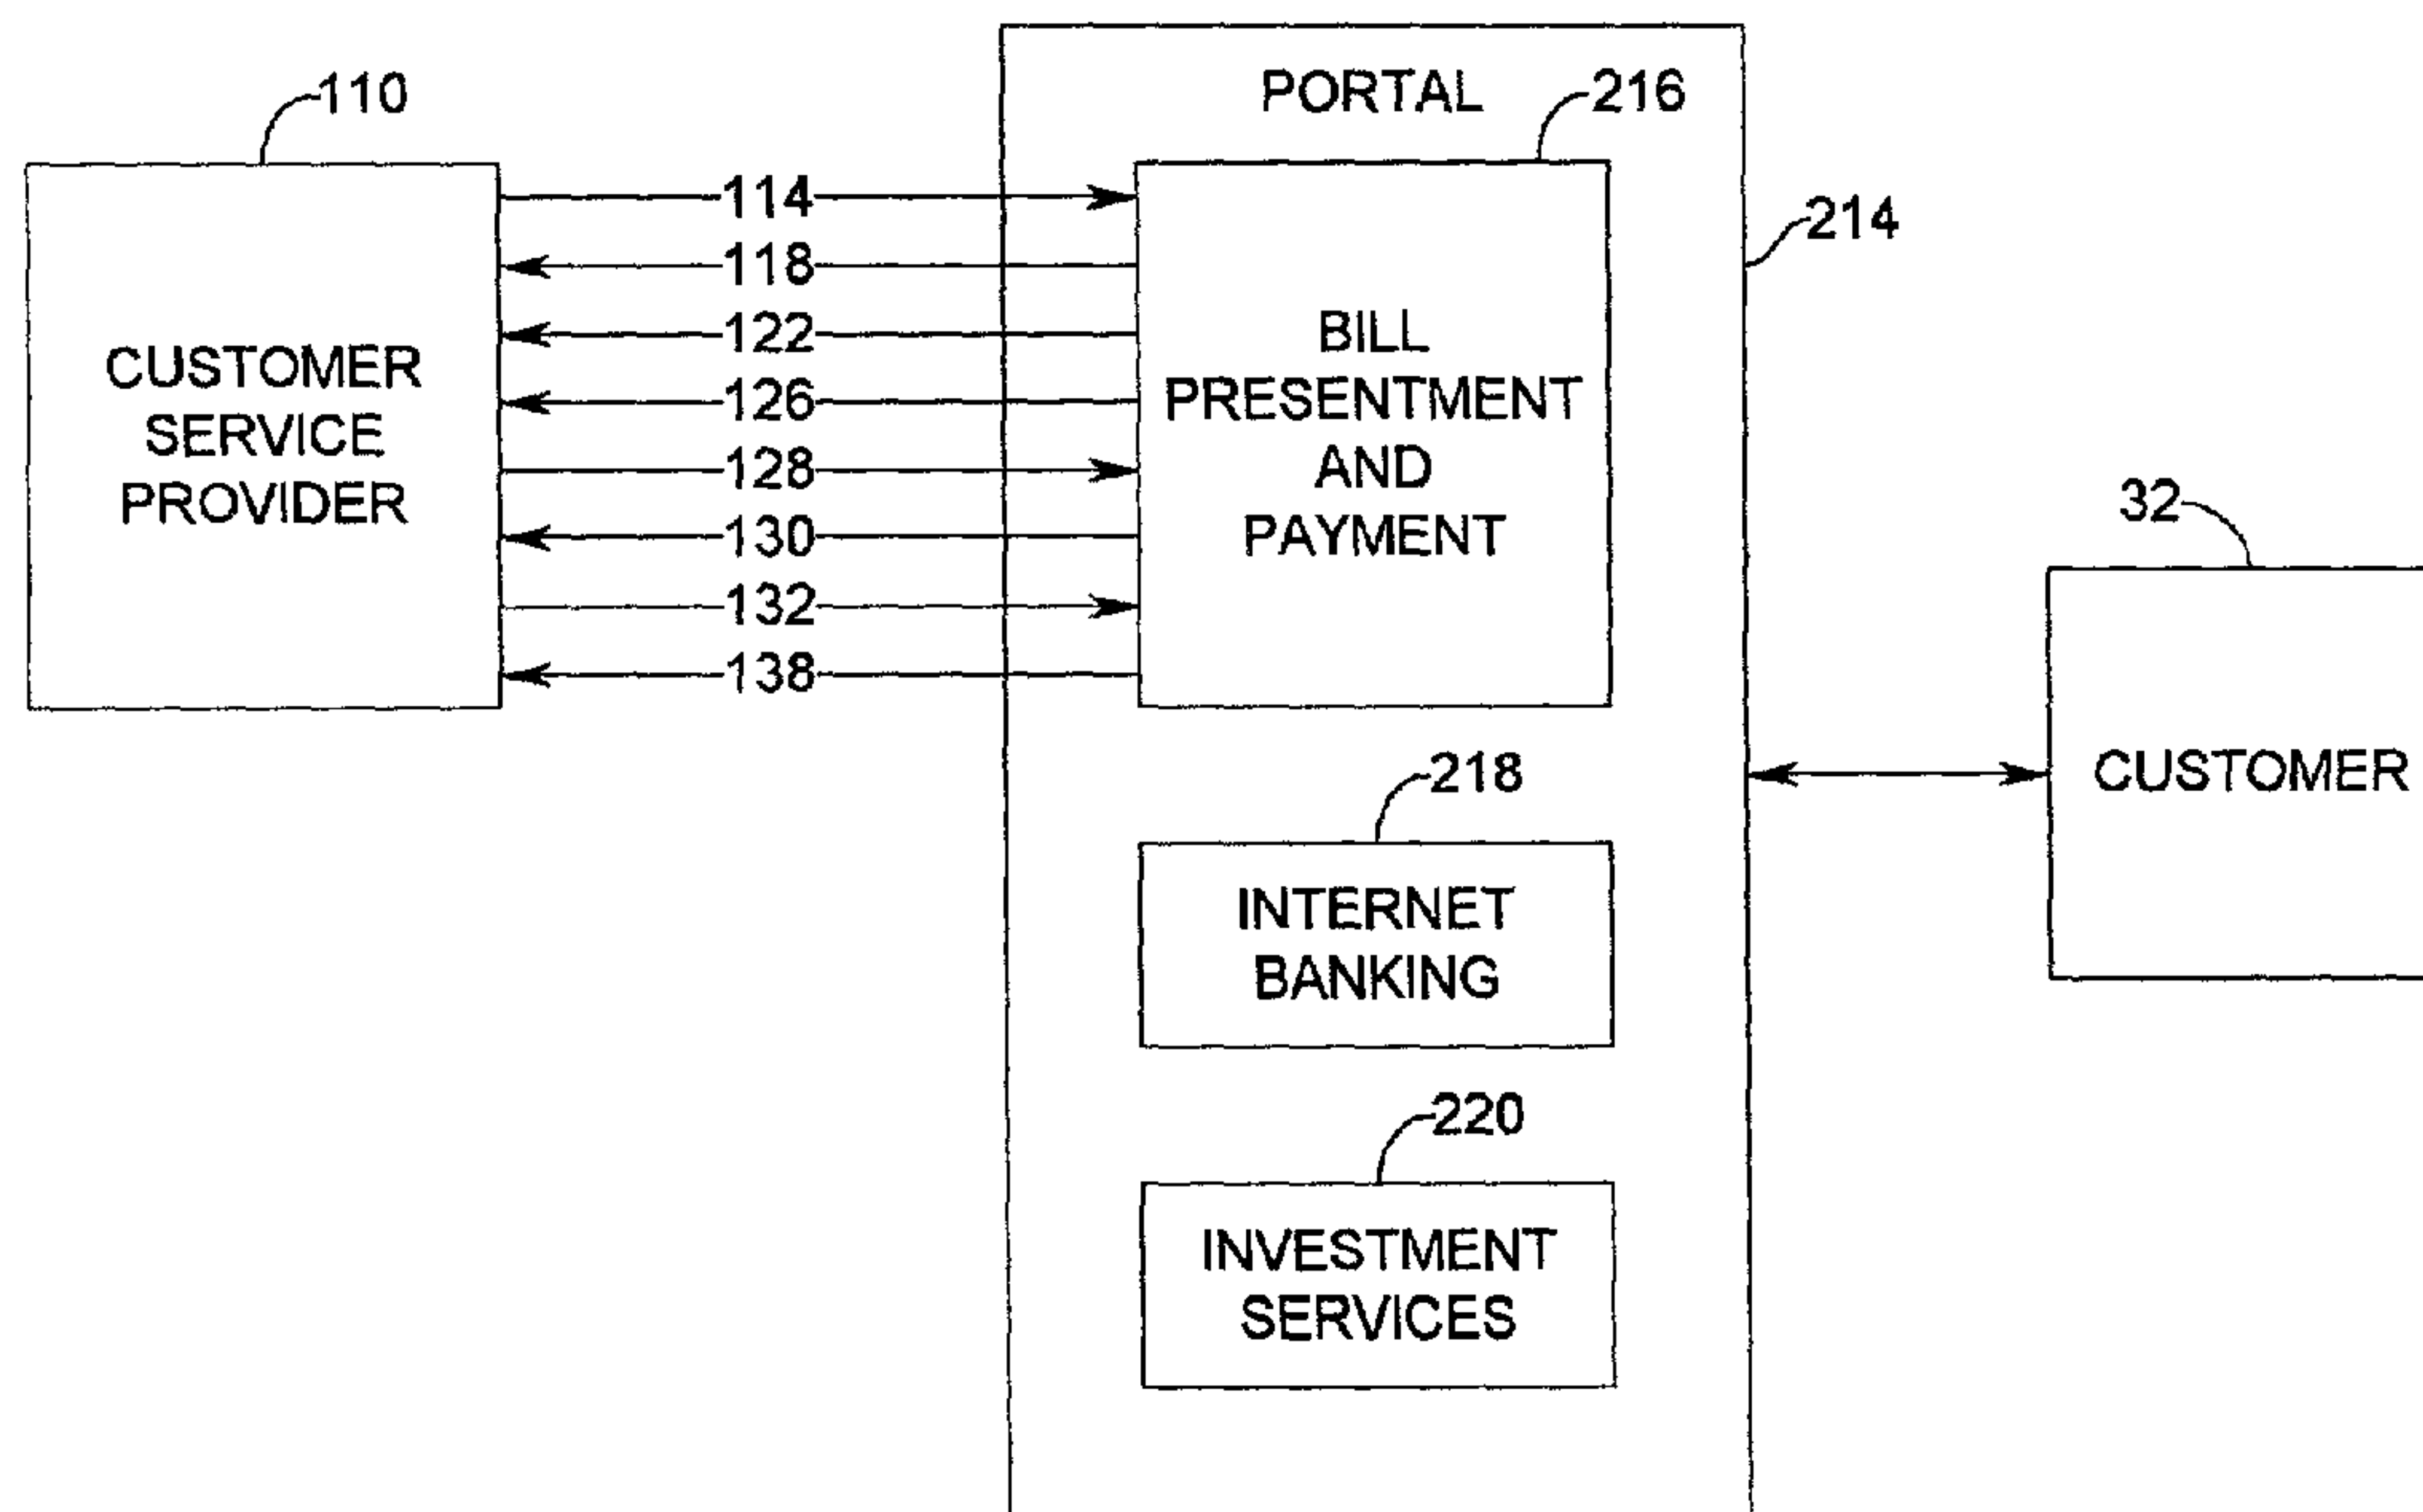 PORTAL
110
216
114
118
122
126
128
130
132
138
CUSTOMER
SERVICE
PROVIDER
BILL
PRESENTMENT
AND
PAYMENT
214
32
CUSTOMER
218
INTERNET
BANKING
220
INVESTMENT
SERVICES